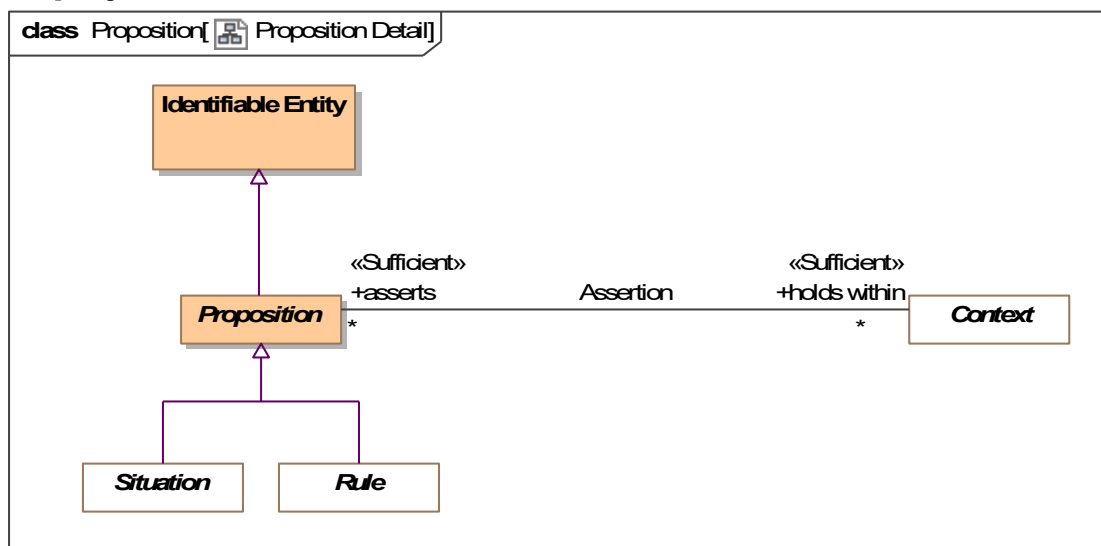 class Proposition[ Proposition Detail]
Identifiable Entity
«Sufficient» «Sufficient»
+asserts Assertion +holds within
Proposition * * Context
Situation Rule